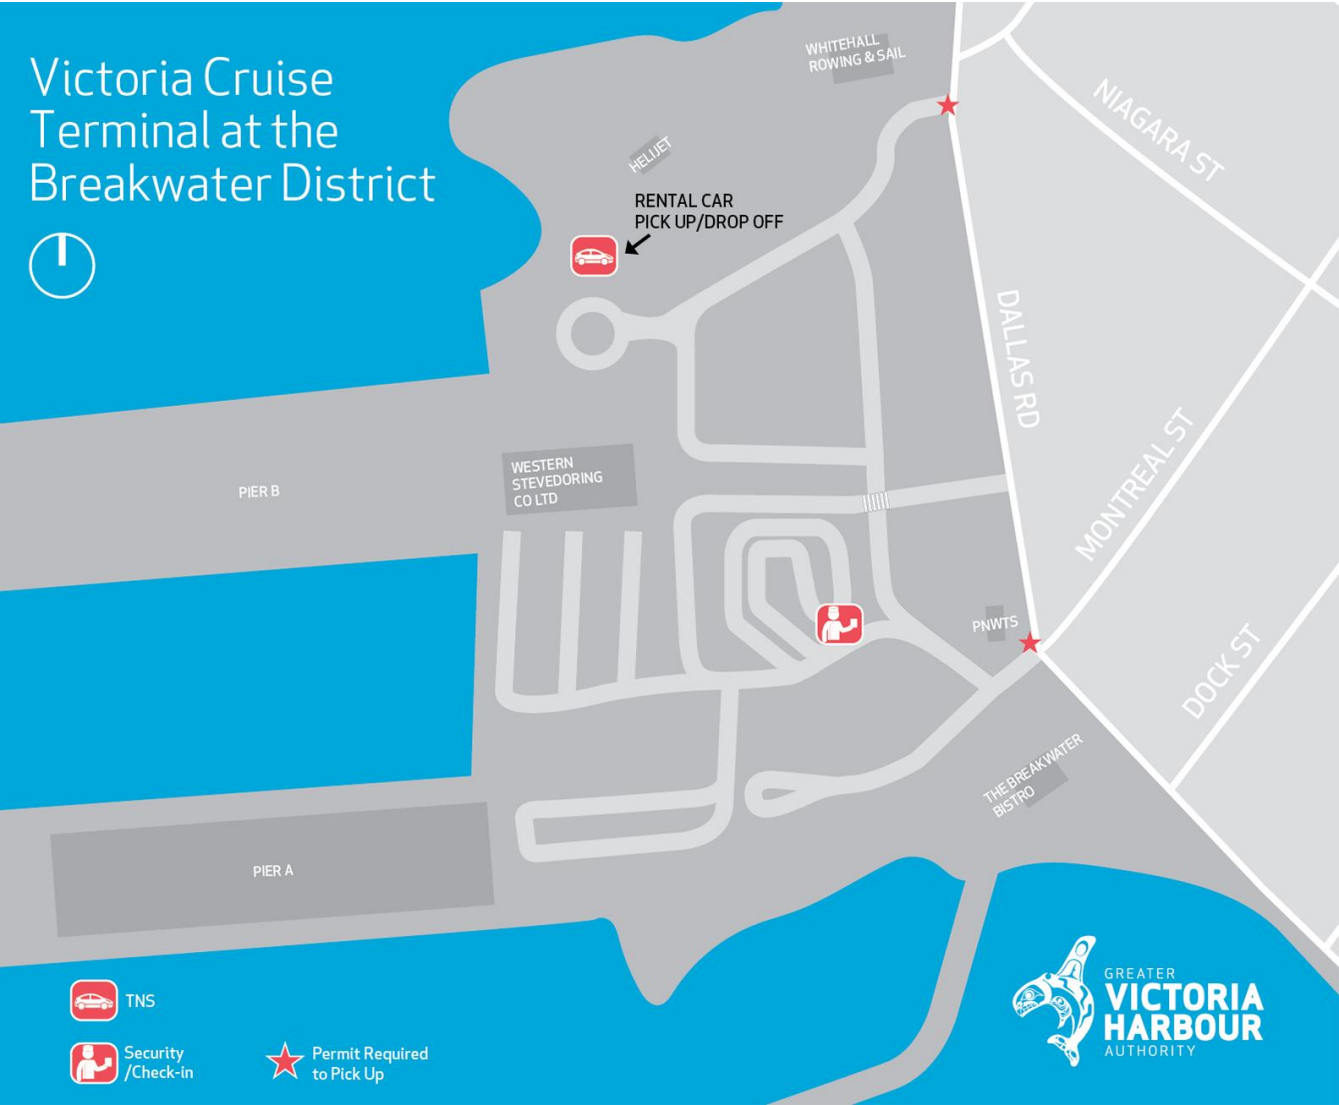 Victoria Cruise
Terminal at the
Breakwater District
WHITEHALL
ROWING & SAIL
NIAGARA ST
HELIJET
RENTAL CAR
PICK UP/DROP OFF
DALLAS RD
MONTREAL ST
WESTERN
STEVEDORING
CO LTD
PIER B
PNWTS
DOCK ST
THE BREAKWATER
BISTRO
PIER A
TNS
Security
/Check-in
Permit Required
to Pick Up
GREATER
VICTORIA
HARBOUR
AUTHORITY